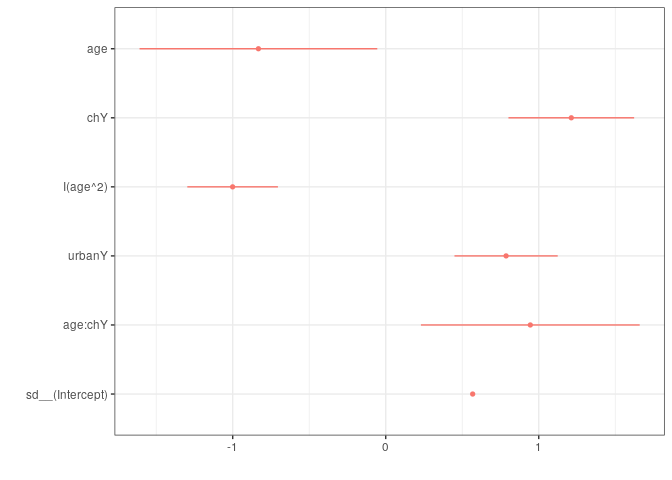 age
chY
I(age^2)
urbanY
age:chY
sd__(Intercept)
-1 0 1